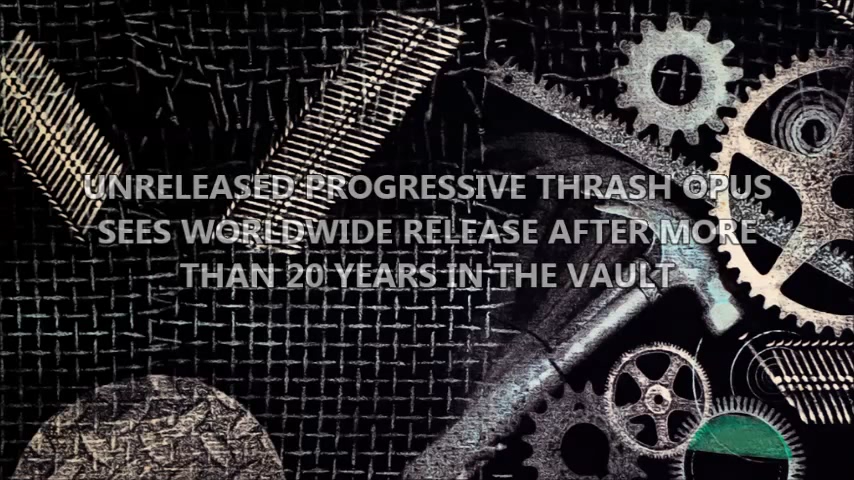 UNRELEASED PROGRESSIVE THRASH OPUS
SEES WORLDWIDE RELEASE AFTER MORE
THAN 20 YEARS IN THE VAULT